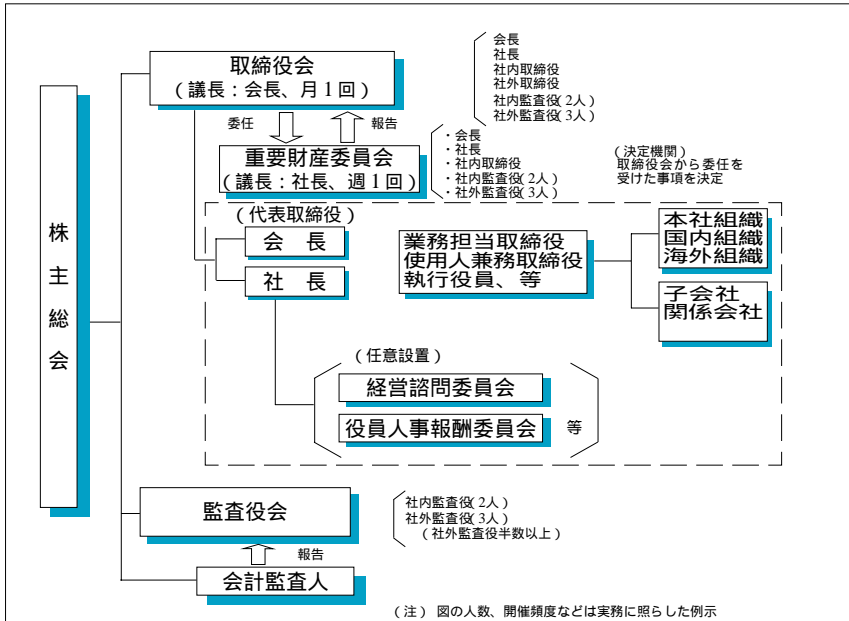 取締役会
(議長：会長、月1回)
会長
社長
社内取締役
社外取締役
社内監査役(2人)
社外監査役(3人)
委任
報告
重要財産委員会
(議長：社長、週1回)
・会長
・社長
・社内取締役
・社内監査役(2人)
・社外監査役(3人)
(決定機関)
取締役会から委任を
受けた事項を決定
株主総会
(代表取締役)
会 長
社 長
業務担当取締役
使用人兼務取締役
執行役員、等
本社組織
国内組織
海外組織
子会社
関係会社
(任意設置)
経営諮問委員会
役員人事報酬委員会
等
監査役会
社内監査役(2人)
社外監査役(3人)
(社外監査役半数以上)
報告
会計監査人
(注) 図の人数、開催頻度などは実務に照らした例示